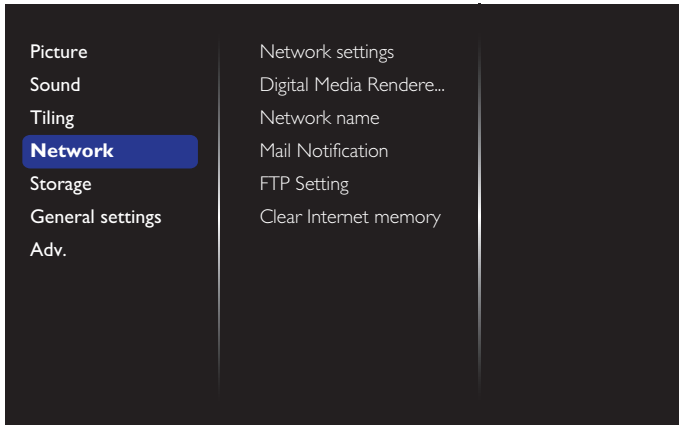 Picture
Sound
Tiling
Network
Storage
General settings
Adv.
Network settings
Digital Media Rendere...
Network name
Mail Notification
FTP Setting
Clear Internet memory